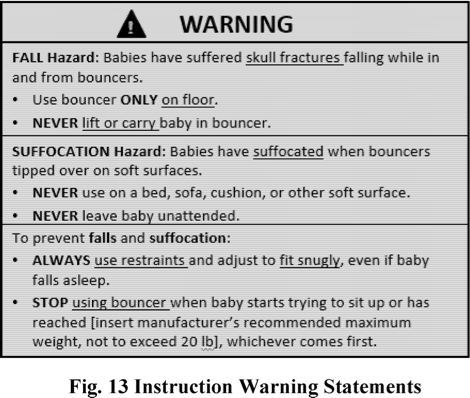 WARNING
FALL Hazard: Babies have suffered skull fractures falling while in
and from bouncers.
• Use bouncer ONLY on floor.
• NEVER lift or carry baby in bouncer.
SUFFOCATION Hazard: Babies have suffocated when bouncers
tipped over on soft surfaces.
• NEVER use on a bed, sofa, cushion, or other soft surface.
• NEVER leave baby unattended.
To prevent falls and suffocation:
• ALWAYS use restraints and adjust to fit snugly, even if baby
falls asleep.
• STOP using bouncer when baby starts trying to sit up or has
reached [insert manufacturer's recommended maximum
weight, not to exceed 20 lb], whichever comes first.
Fig. 13 Instruction Warning Statements